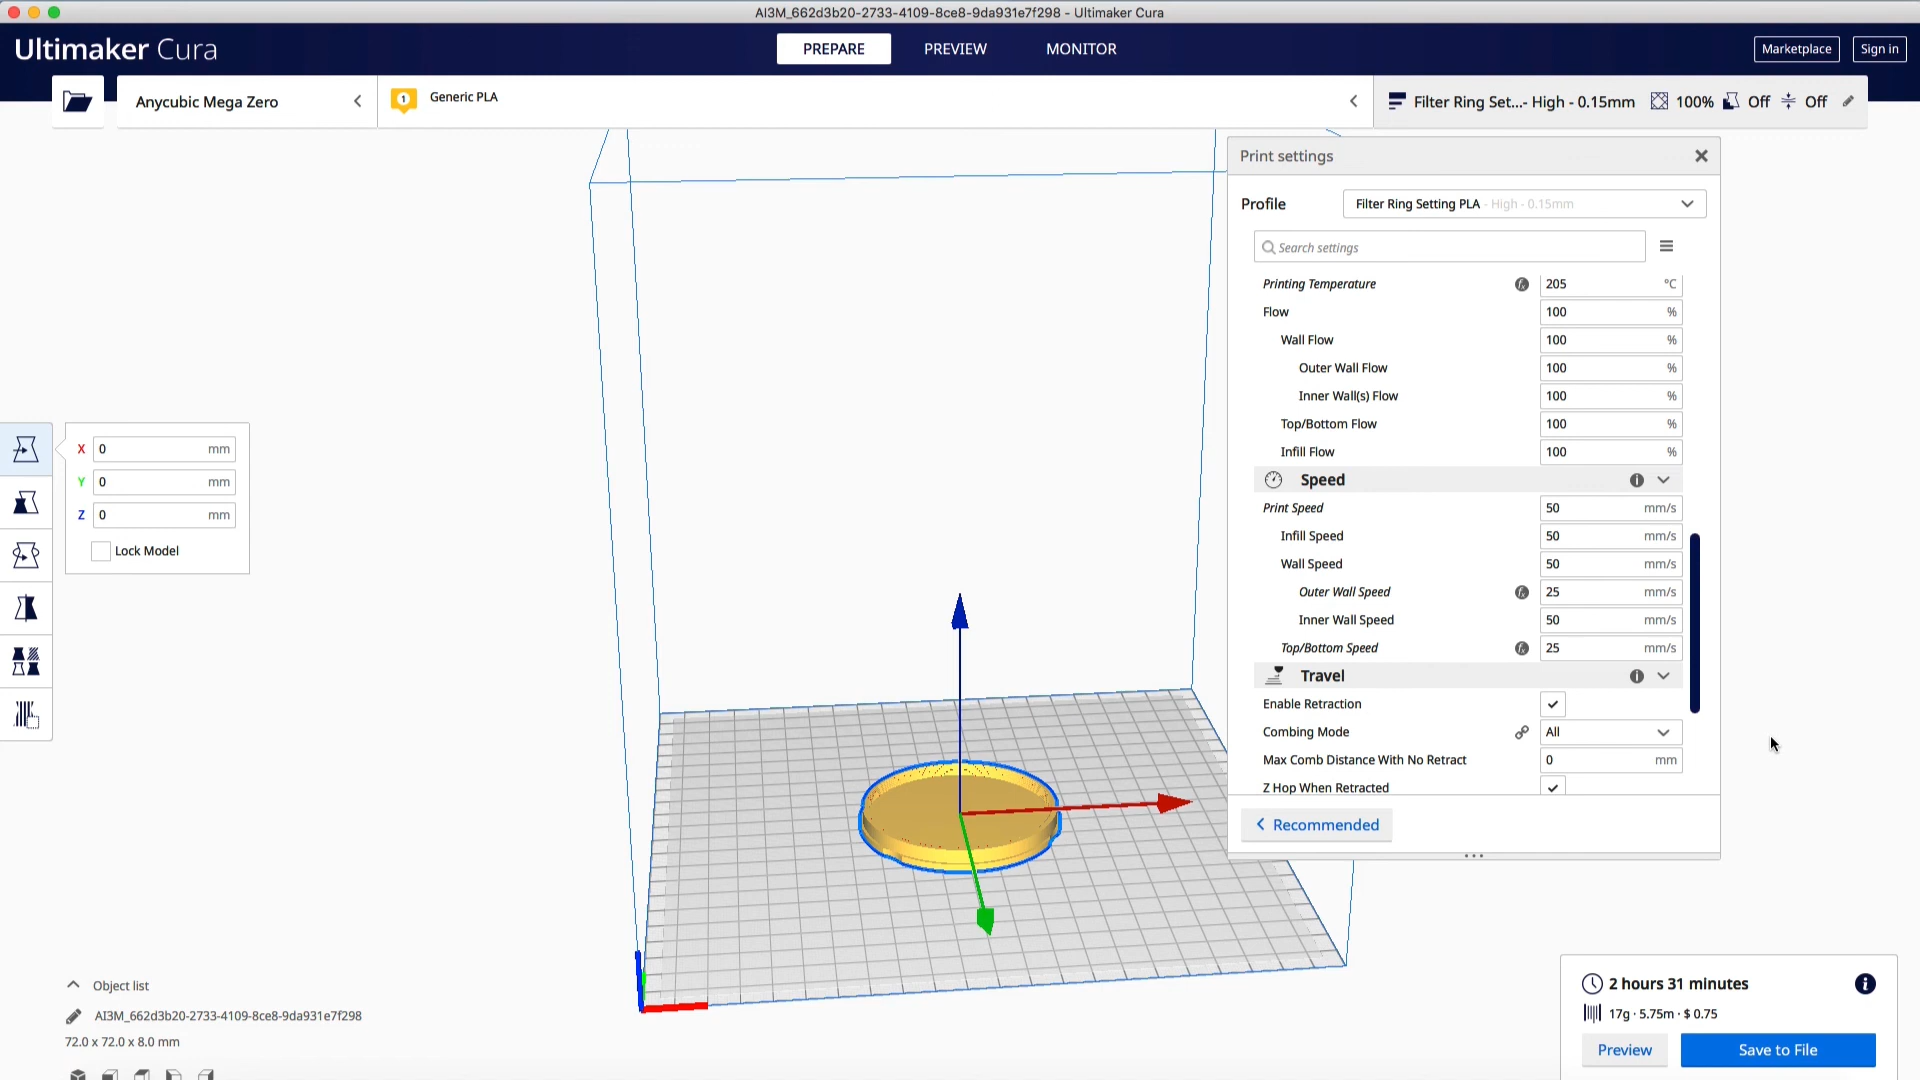 AI3M_662d3b20-2733-4109-8ce8-9da931e7f298 - Ultimaker Cura
Ultimaker Cura
PREPARE
PREVIEW
MONITOR
Marketplace
Sign in
Anycubic Mega Zero
1
Generic PLA
Filter Ring Set...- High - 0.15mm
100%
Off
Off
Print settings
Profile
Filter Ring Setting PLA - High - 0.15mm
Search settings
Printing Temperature 205 °C
Flow 100 %
Wall Flow 100 %
Outer Wall Flow 100 %
Inner Wall(s) Flow 100 %
Top/Bottom Flow 100 %
Infill Flow 100 %
Speed
Print Speed 50 mm/s
Infill Speed 50 mm/s
Wall Speed 50 mm/s
Outer Wall Speed 25 mm/s
Inner Wall Speed 50 mm/s
Top/Bottom Speed 25 mm/s
Travel
Enable Retraction
Combing Mode All
Max Comb Distance With No Retract 0 mm
Z Hop When Retracted
Recommended
X 0 mm
Y 0 mm
Z 0 mm
Lock Model
Object list
AI3M_662d3b20-2733-4109-8ce8-9da931e7f298
72.0 x 72.0 x 8.0 mm
2 hours 31 minutes
17g · 5.75m · $ 0.75
Preview
Save to File